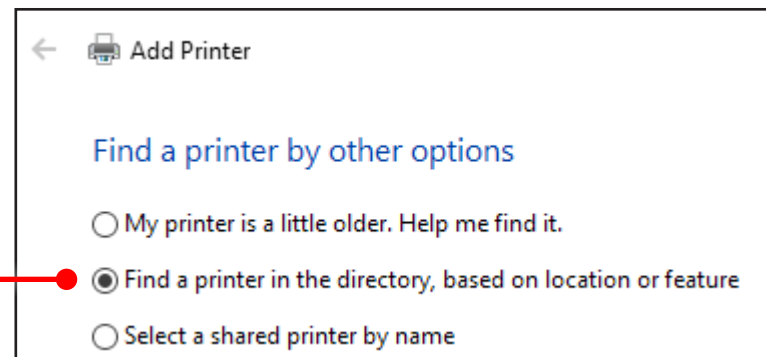 Add Printer
Find a printer by other options
My printer is a little older. Help me find it.
Find a printer in the directory, based on location or feature
Select a shared printer by name